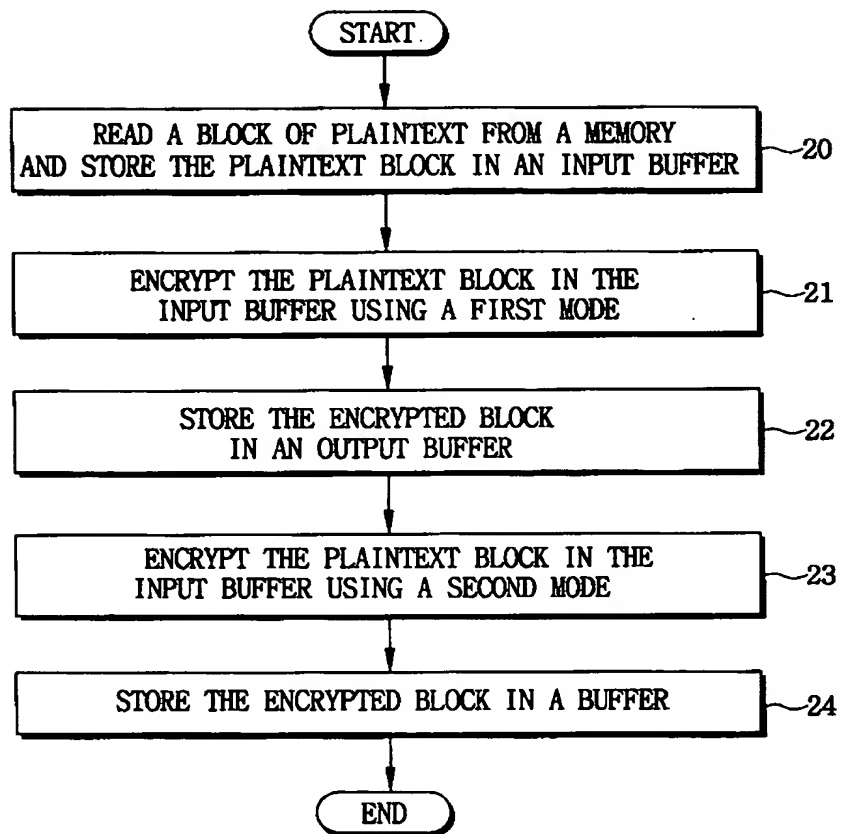 START
READ A BLOCK OF PLAINTEXT FROM A MEMORY
AND STORE THE PLAINTEXT BLOCK IN AN INPUT BUFFER
20
ENCRYPT THE PLAINTEXT BLOCK IN THE
INPUT BUFFER USING A FIRST MODE
21
STORE THE ENCRYPTED BLOCK
IN AN OUTPUT BUFFER
22
ENCRYPT THE PLAINTEXT BLOCK IN THE
INPUT BUFFER USING A SECOND MODE
23
STORE THE ENCRYPTED BLOCK IN A BUFFER
24
END